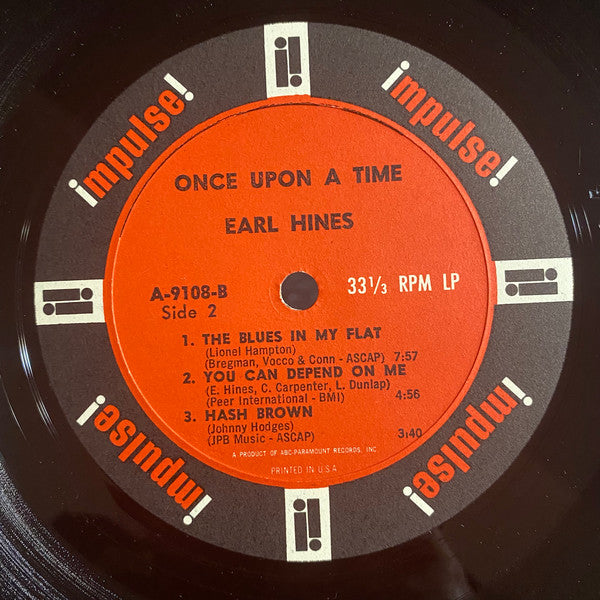 impulse!
impulse!
ONCE UPON A TIME
EARL HINES
A-9108-B
Side 2
33 1/3 RPM LP
1. THE BLUES IN MY FLAT
(Lionel Hampton)
(Bregman, Vocco & Conn - ASCAP) 7:57
2. YOU CAN DEPEND ON ME
(E. Hines, C. Carpenter, L. Dunlap)
(Peer International - BMI) 4:56
3. HASH BROWN
(Johnny Hodges)
(JPB Music - ASCAP) 3:40
A PRODUCT OF ABC-PARAMOUNT RECORDS, INC.
PRINTED IN U.S.A.
impulse!
impulse!